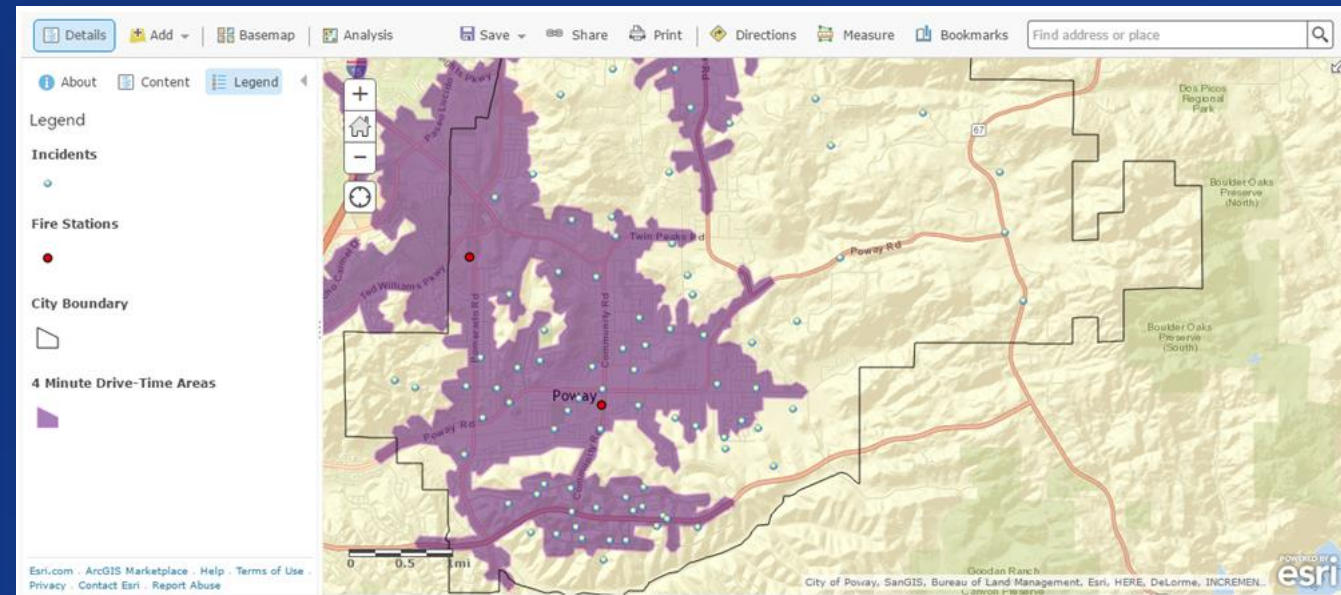 Details
Add
Basemap
Analysis
Save
Share
Print
Directions
Measure
Bookmarks
Find address or place
About
Content
Legend
Legend
Incidents
Fire Stations
City Boundary
4 Minute Drive-Time Areas
Esri.com . ArcGIS Marketplace . Help . Terms of Use .
Privacy . Contact Esri . Report Abuse
+
−
Dos Picos
Regional
Park
67
Boulder Oaks
Preserve
(North)
Twin Peaks Rd
Poway Rd
Ted Williams Pkwy
Pomerado Rd
Community Rd
Boulder Oaks
Preserve
(South)
Poway
Poway Rd
0 0.5 1mi
Goodan Ranch
City of Poway, SanGIS, Bureau of Land Management, Esri, HERE, DeLorme, INCREMEN...
POWERED BY
esri